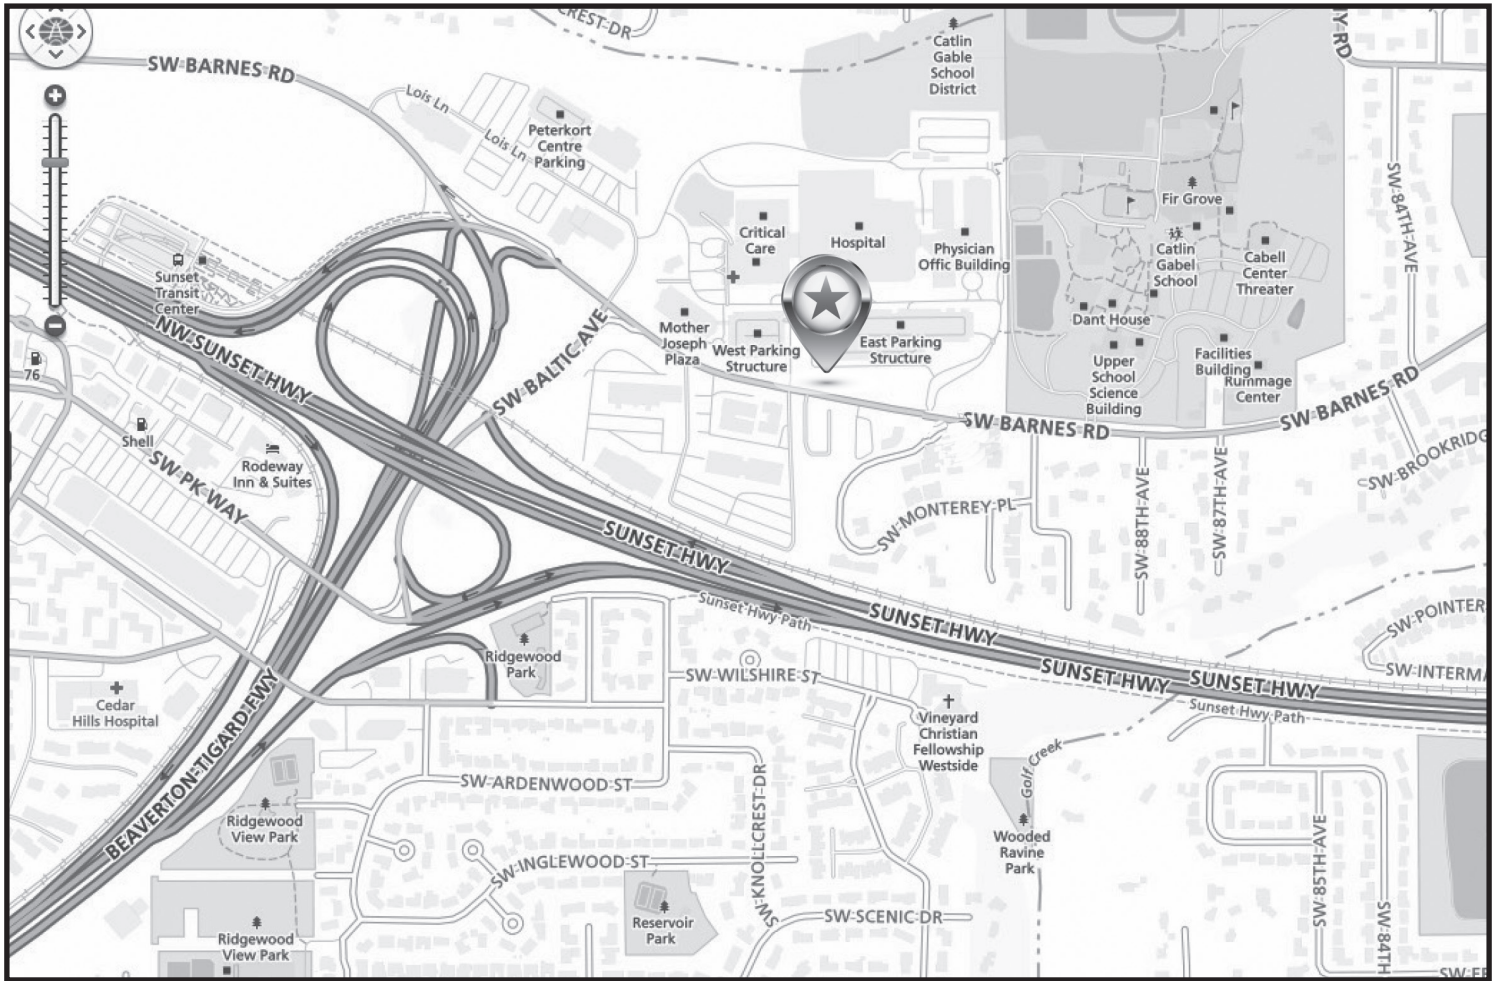 CREST-DR
SW BARNES RD
Lois Ln
Lois Ln
Peterkort
Centre
Parking
Catlin
Gable
School
District
Y RD
SW-84TH-AVE
Fir Grove
Critical
Care
Hospital
Physician
Offic Building
Catlin
Gabel
School
Cabell
Center
Threater
Sunset
Transit
Center
Mother
Joseph
Plaza
West Parking
Structure
East Parking
Structure
Dant House
Upper
School
Science
Building
Facilities
Building
Rummage
Center
NW-SUNSET HWY
76
SW BALTIC AVE
SW BARNES RD
SW BARNES RD
Shell
Rodeway
Inn & Suites
SW-PK WAY
SW-BROOKRIDG
SW-MONTEREY-PL
SW-88TH-AVE
SW-87TH-AVE
SUNSET HWY
Sunset Hwy Path
SUNSET HWY
SW-POINTER
Ridgewood
Park
SW-WILSHIRE-ST
SUNSET HWY
SUNSET HWY
SW-INTERMA
Sunset Hwy Path
Cedar
Hills Hospital
Vineyard
Christian
Fellowship
Westside
BEAVERTON-TIGARD FWY
Golf Creek
SW-ARDENWOOD ST
SW-KNOLLCREST-DR
Ridgewood
View Park
Wooded
Ravine
Park
SW-INGLEWOOD-ST
SW-85TH-AVE
SW-84TH
Reservoir
Park
SW-SCENIC-DR
Ridgewood
View Park
SW-FE